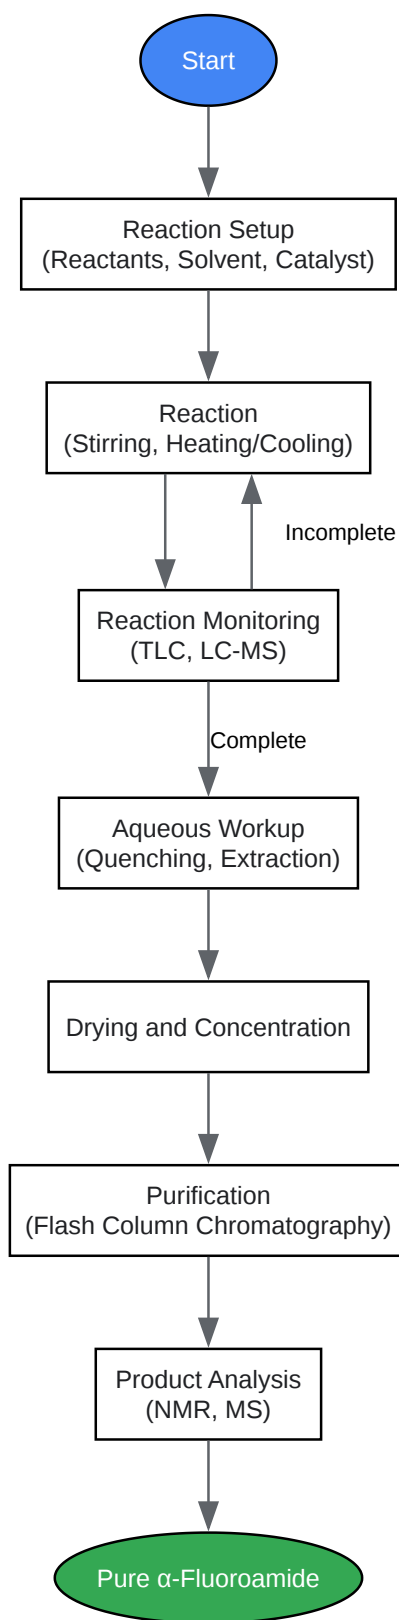 Start
Reaction Setup
(Reactants, Solvent, Catalyst)
Reaction
(Stirring, Heating/Cooling)
Incomplete
Reaction Monitoring
(TLC, LC-MS)
Complete
Aqueous Workup
(Quenching, Extraction)
Drying and Concentration
Purification
(Flash Column Chromatography)
Product Analysis
(NMR, MS)
Pure α-Fluoroamide